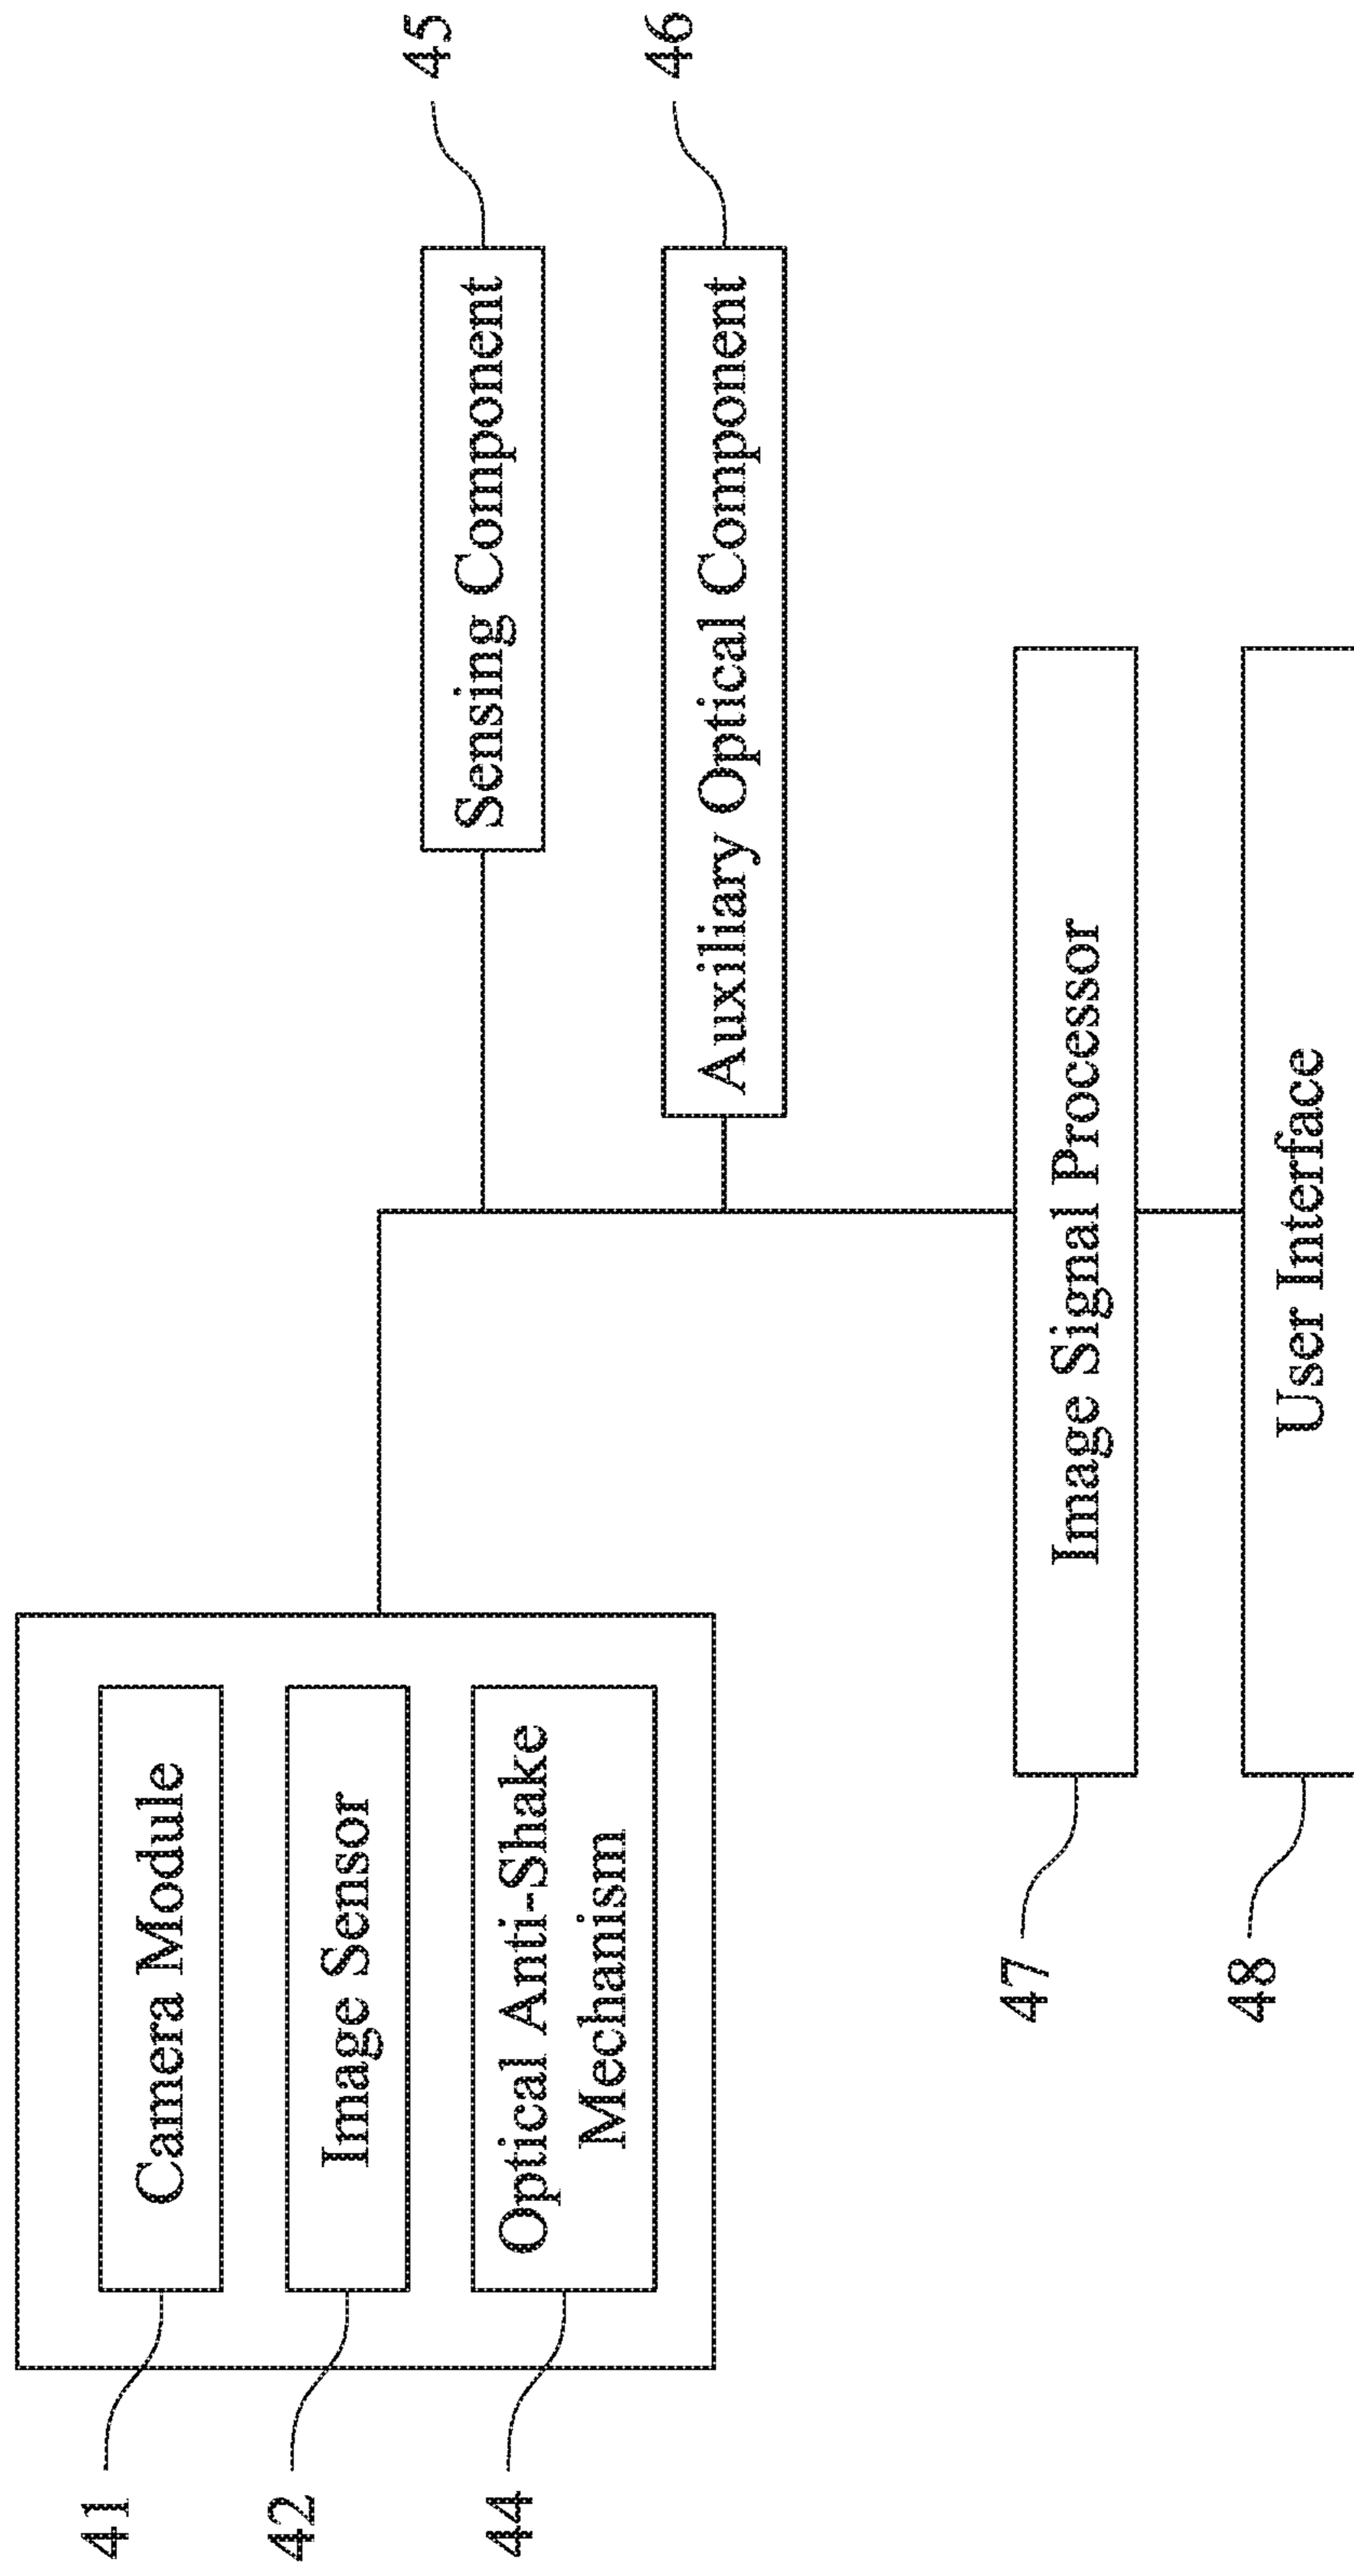 41
Camera Module
42
Image Sensor
44
Optical Anti-Shake
Mechanism
Sensing Component
45
Auxiliary Optical Component
46
47
Image Signal Processor
48
User Interface